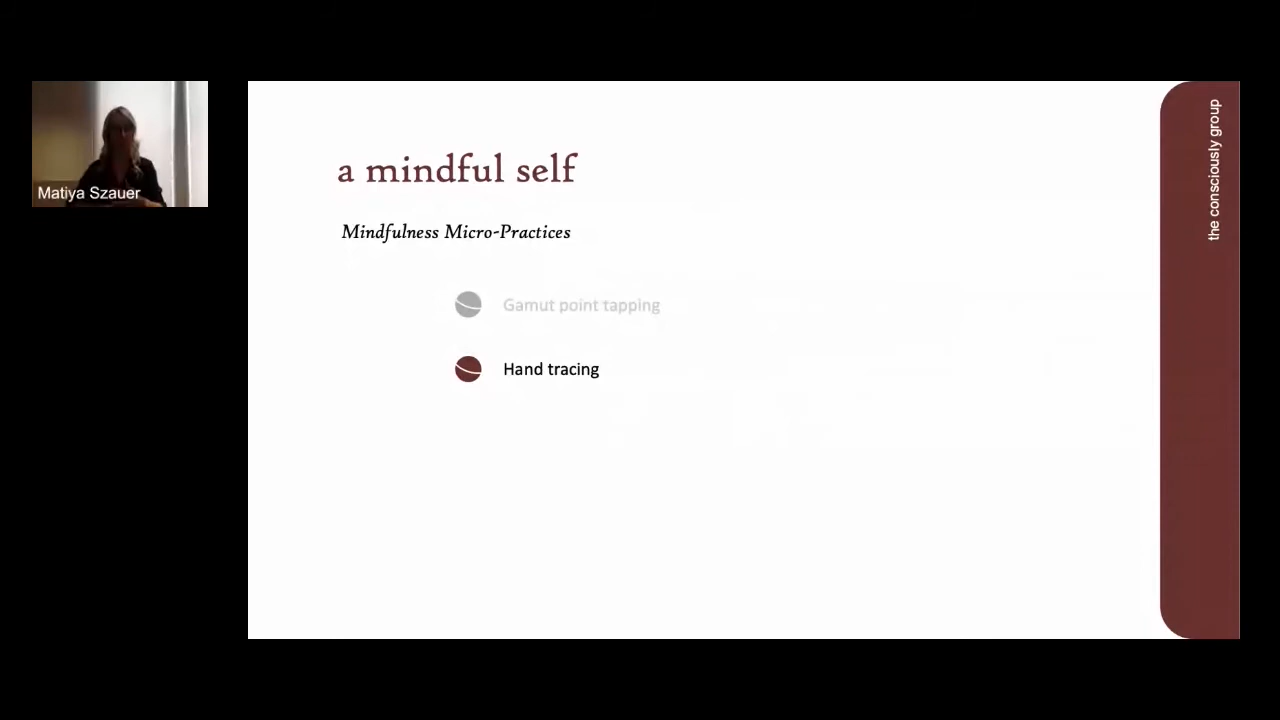 Matiya Szauer
a mindful self
Mindfulness Micro-Practices
Gamut point tapping
Hand tracing
the consciously group